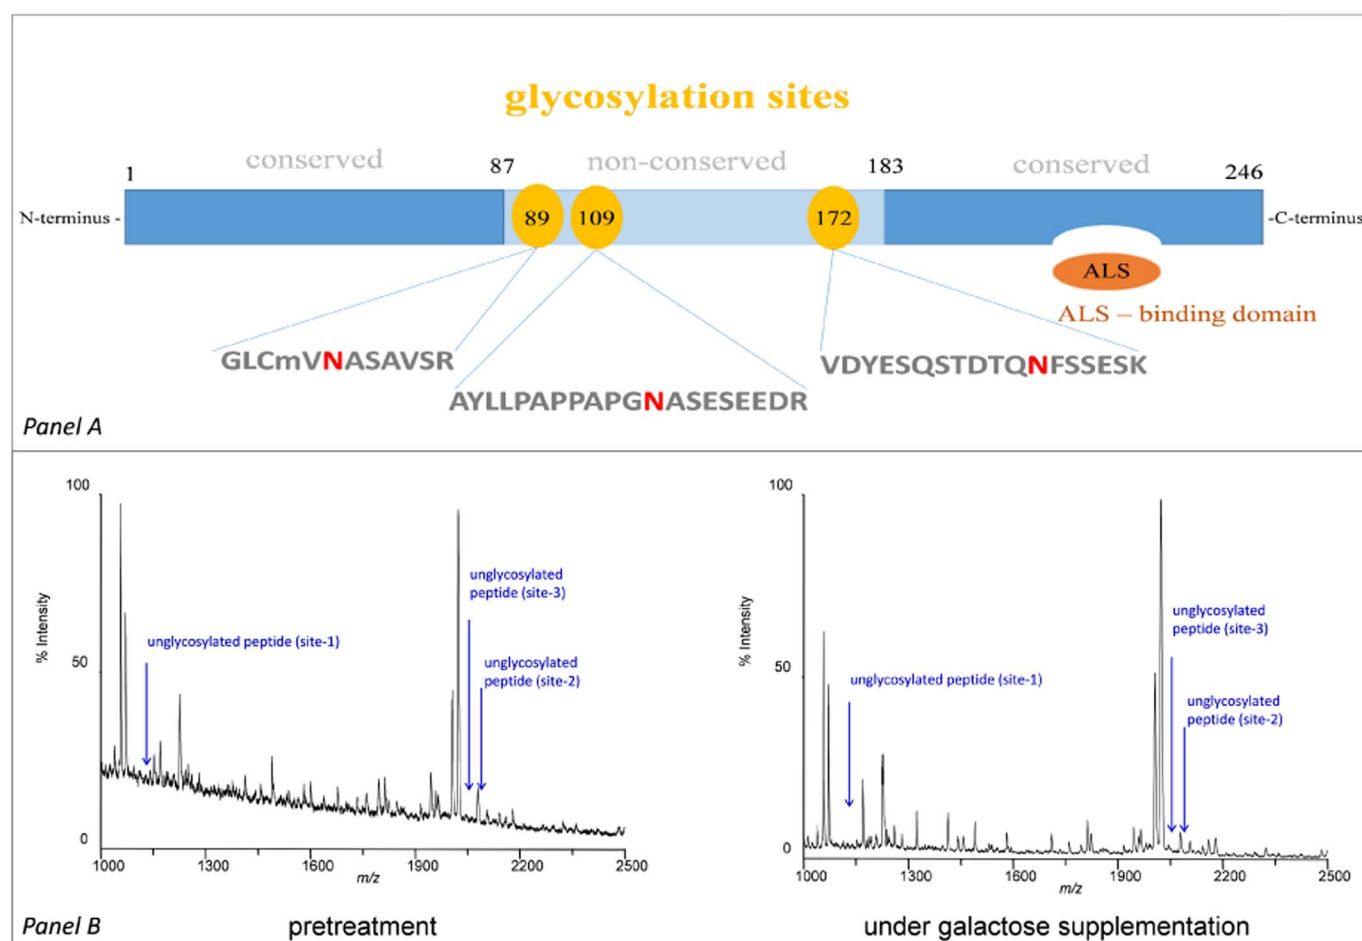 glycosylation sites
conserved
non-conserved
conserved
1
87
183
246
N-terminus -
89
109
172
-C-terminus
ALS
ALS – binding domain
GLCmVNASAVSR
VDYESQSTDTQNFSSESK
AYLLPAPPAPGNASESEEDR
Panel A
100
50
0
% Intensity
unglycosylated peptide (site-1)
unglycosylated
peptide (site-3)
unglycosylated
peptide (site-2)
1000
1300
1600
1900
2200
2500
m/z
pretreatment
100
50
0
% Intensity
unglycosylated peptide (site-1)
unglycosylated
peptide (site-3)
unglycosylated
peptide (site-2)
1000
1300
1600
1900
2200
2500
m/z
under galactose supplementation
Panel B